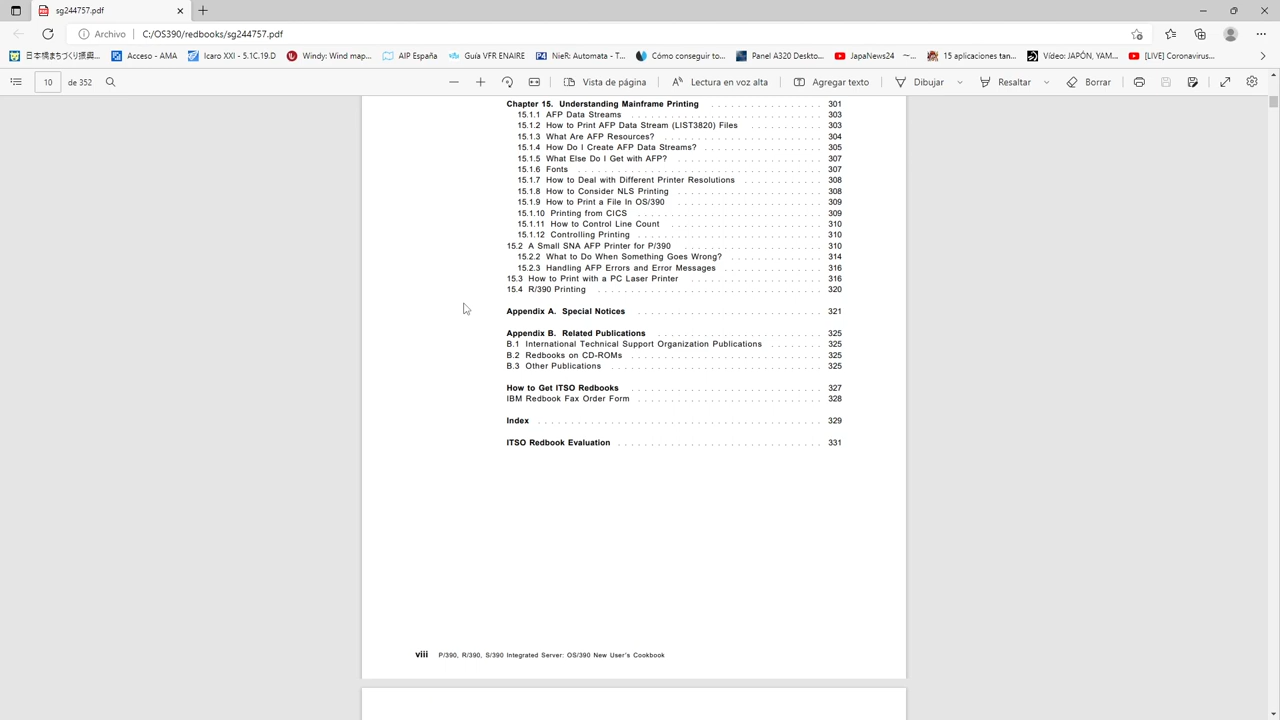 sg244757.pdf
Archivo C:/OS390/redbooks/sg244757.pdf
日本橋ぼったくり撲滅... Acceso - AMA Icaro XXI - 5.1C.19.D Windy: Wind map... AIP España Guía VFR ENAIRE NieR: Automata - T... Cómo conseguir to... Panel A320 Deskto... JapaNews24 〜... 15 aplicaciones tan... Vídeo: JAPÓN, YAM... [LIVE] Coronavirus...
10 de 352 Vista de página Lectura en voz alta Agregar texto Dibujar Resaltar Borrar
Chapter 15. Understanding Mainframe Printing . . . . . . . . . . . . . . . . . 301
15.1.1 AFP Data Streams . . . . . . . . . . . . . . . . . . . . . . . . . 303
15.1.2 How to Print AFP Data Stream (LIST3820) Files . . . . . . . . . . . 303
15.1.3 What Are AFP Resources? . . . . . . . . . . . . . . . . . . . . . 304
15.1.4 How Do I Create AFP Data Streams? . . . . . . . . . . . . . . . . . 305
15.1.5 What Else Do I Get with AFP? . . . . . . . . . . . . . . . . . . . . 307
15.1.6 Fonts . . . . . . . . . . . . . . . . . . . . . . . . . . . . . . . 307
15.1.7 How to Deal with Different Printer Resolutions . . . . . . . . . . . 308
15.1.8 How to Consider NLS Printing . . . . . . . . . . . . . . . . . . . . 308
15.1.9 How to Print a File In OS/390 . . . . . . . . . . . . . . . . . . . . 309
15.1.10 Printing from CICS . . . . . . . . . . . . . . . . . . . . . . . . 309
15.1.11 How to Control Line Count . . . . . . . . . . . . . . . . . . . . . 310
15.1.12 Controlling Printing . . . . . . . . . . . . . . . . . . . . . . . . 310
15.2 A Small SNA AFP Printer for P/390 . . . . . . . . . . . . . . . . . . . 310
15.2.2 What to Do When Something Goes Wrong? . . . . . . . . . . . . . . 314
15.2.3 Handling AFP Errors and Error Messages . . . . . . . . . . . . . . 316
15.3 How to Print with a PC Laser Printer . . . . . . . . . . . . . . . . . . 316
15.4 R/390 Printing . . . . . . . . . . . . . . . . . . . . . . . . . . . . 320
Appendix A. Special Notices . . . . . . . . . . . . . . . . . . . . . . . 321
Appendix B. Related Publications . . . . . . . . . . . . . . . . . . . . . 325
B.1 International Technical Support Organization Publications . . . . . . . 325
B.2 Redbooks on CD-ROMs . . . . . . . . . . . . . . . . . . . . . . . . . 325
B.3 Other Publications . . . . . . . . . . . . . . . . . . . . . . . . . . . 325
How to Get ITSO Redbooks . . . . . . . . . . . . . . . . . . . . . . . . 327
IBM Redbook Fax Order Form . . . . . . . . . . . . . . . . . . . . . . . 328
Index . . . . . . . . . . . . . . . . . . . . . . . . . . . . . . . . . . 329
ITSO Redbook Evaluation . . . . . . . . . . . . . . . . . . . . . . . . . 331
viii P/390, R/390, S/390 Integrated Server: OS/390 New User's Cookbook